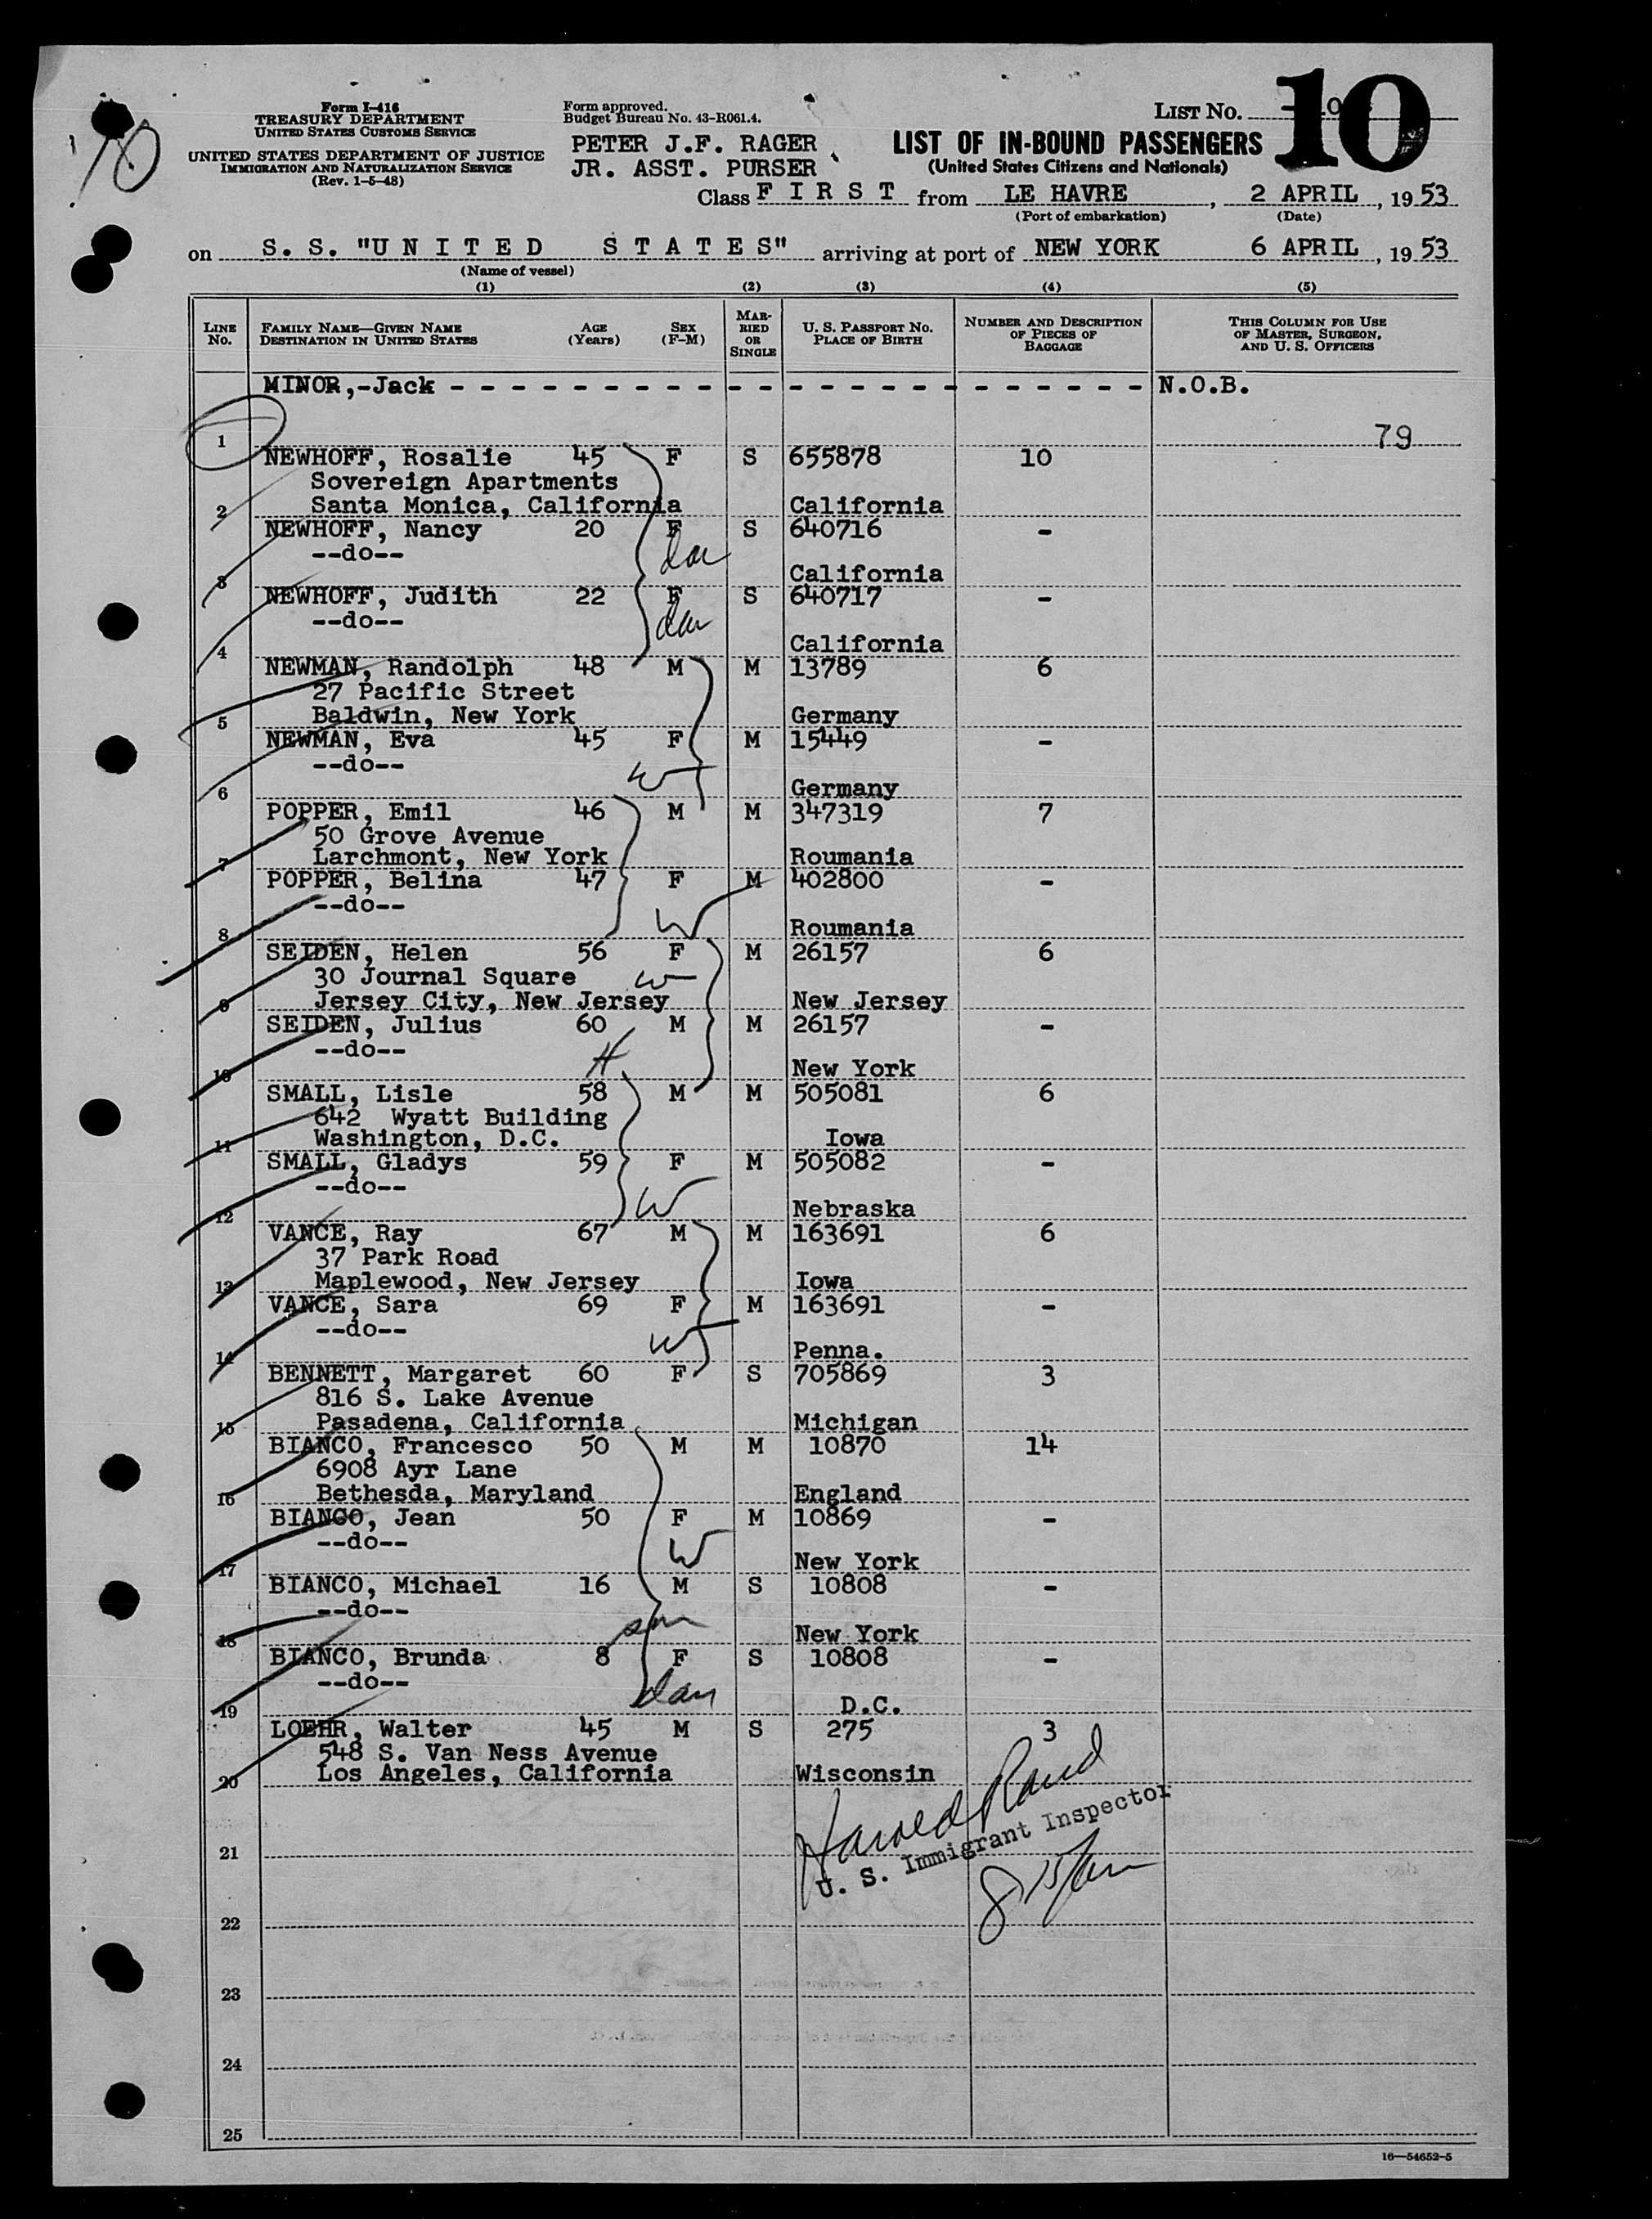 Form I-416
TREASURY DEPARTMENT
UNITED STATES CUSTOMS SERVICE
UNITED STATES DEPARTMENT OF JUSTICE
IMMIGRATION AND NATURALIZATION SERVICE
(Rev. 1-5-48)
Form approved.
Budget Bureau No. 43-R061.4.
PETER J.F. RAGER
JR. ASST. PURSER
LIST NO. 10
LIST OF IN-BOUND PASSENGERS
(United States Citizens and Nationals)
Class F I R S T from LE HAVRE, 2 APRIL, 1953
(Port of embarkation) (Date)
on S. S. "U N I T E D S T A T E S" arriving at port of NEW YORK 6 APRIL, 1953
(Name of vessel)
(1) (2) (3) (4) (5)
LINE No. FAMILY NAME—GIVEN NAME DESTINATION IN UNITED STATES AGE (Years) SEX (F-M) MARRIED OR SINGLE U. S. PASSPORT NO. PLACE OF BIRTH NUMBER AND DESCRIPTION OF PIECES OF BAGGAGE THIS COLUMN FOR USE OF MASTER, SURGEON, AND U. S. OFFICERS
MINOR,-Jack - - - - - - - - - - - - - - - - - - - - - - N.O.B.
1 79
NEWHOFF, Rosalie 45 F S 655878 10
Sovereign Apartments
2 Santa Monica, California California
NEWHOFF, Nancy 20 F S 640716 -
--do-- dau
3 California
NEWHOFF, Judith 22 F S 640717 -
--do-- dau
4 California
NEWMAN, Randolph 48 M M 13789 6
27 Pacific Street
5 Baldwin, New York Germany
NEWMAN, Eva 45 F M 15449 -
--do-- W
6 Germany
POPPER, Emil 46 M M 347319 7
50 Grove Avenue
7 Larchmont, New York Roumania
POPPER, Belina 47 F M 402800 -
--do-- W
8 Roumania
SEIDEN, Helen 56 F M 26157 6
30 Journal Square W
9 Jersey City, New Jersey New Jersey
SEIDEN, Julius 60 M M 26157 -
--do-- H
10 New York
SMALL, Lisle 58 M M 505081 6
642 Wyatt Building
11 Washington, D.C. Iowa
SMALL, Gladys 59 F M 505082 -
--do-- W
12 Nebraska
VANCE, Ray 67 M M 163691 6
37 Park Road
13 Maplewood, New Jersey Iowa
VANCE, Sara 69 F M 163691 -
--do-- W
14 Penna.
BENNETT, Margaret 60 F S 705869 3
816 S. Lake Avenue
15 Pasadena, California Michigan
BIANCO, Francesco 50 M M 10870 14
6908 Ayr Lane
16 Bethesda, Maryland England
BIANCO, Jean 50 F M 10869 -
--do-- W
17 New York
BIANCO, Michael 16 M S 10808 -
--do-- son
18 New York
BIANCO, Brunda 8 F S 10808 -
--do-- dau
19 D.C.
LOEHR, Walter 45 M S 275 3
548 S. Van Ness Avenue
20 Los Angeles, California Wisconsin
Harold Rand
U. S. Immigrant Inspector
21
22
23
24
25
16—54652-5